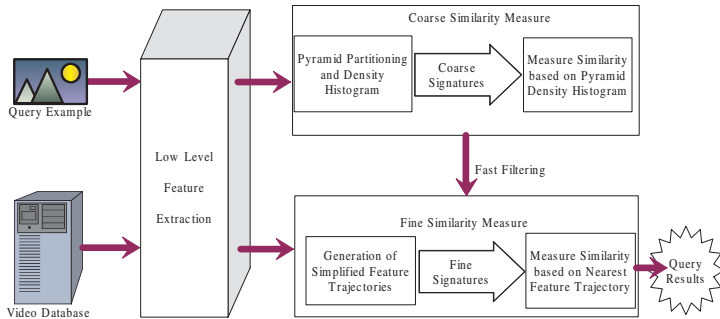 Coarse Similarity Measure
Pyramid Partitioning
and Density
Histogram
Coarse
Signatures
Measure Similarity
based on Pyramid
Density Histogram
Query Example
Low Level
Feature
Extraction
Fast Filtering
Fine Similarity Measure
Generation of
Simplified Feature
Trajectories
Fine
Signatures
Measure Similarity
based on Nearest
Feature Trajectory
Query
Results
Video Database